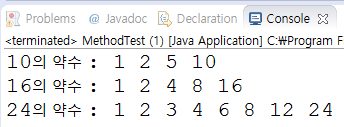 Problems @ Javadoc Declaration Console
<terminated> MethodTest (1) [Java Application] C:₩Program F
10의 약수 : 1 2 5 10
16의 약수 : 1 2 4 8 16
24의 약수 : 1 2 3 4 6 8 12 24